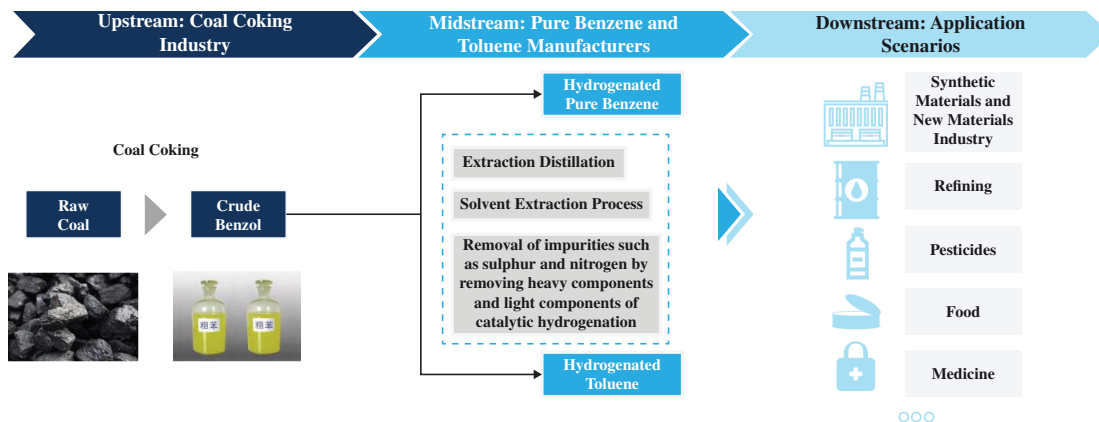 Upstream: Coal Coking
Industry
Midstream: Pure Benzene and
Toluene Manufacturers
Downstream: Application
Scenarios
Coal Coking
Raw
Coal
Crude
Benzol
粗苯
粗苯
Hydrogenated
Pure Benzene
Extraction Distillation
Solvent Extraction Process
Removal of impurities such
as sulphur and nitrogen by
removing heavy components
and light components of
catalytic hydrogenation
Hydrogenated
Toluene
Synthetic
Materials and
New Materials
Industry
Refining
Pesticides
Food
Medicine